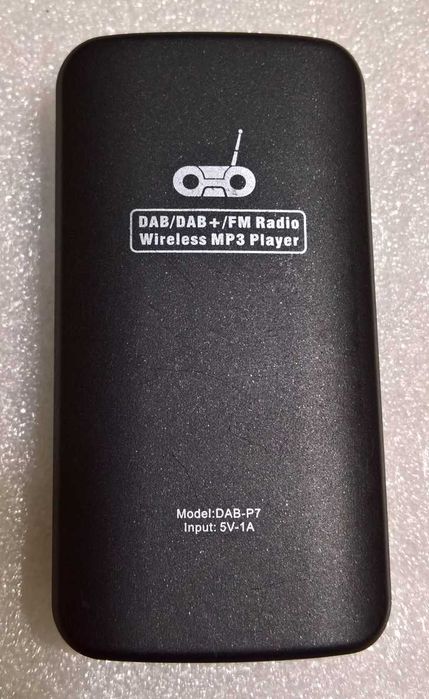 DAB/DAB+/FM Radio
Wireless MP3 Player
Model:DAB-P7
Input: 5V-1A